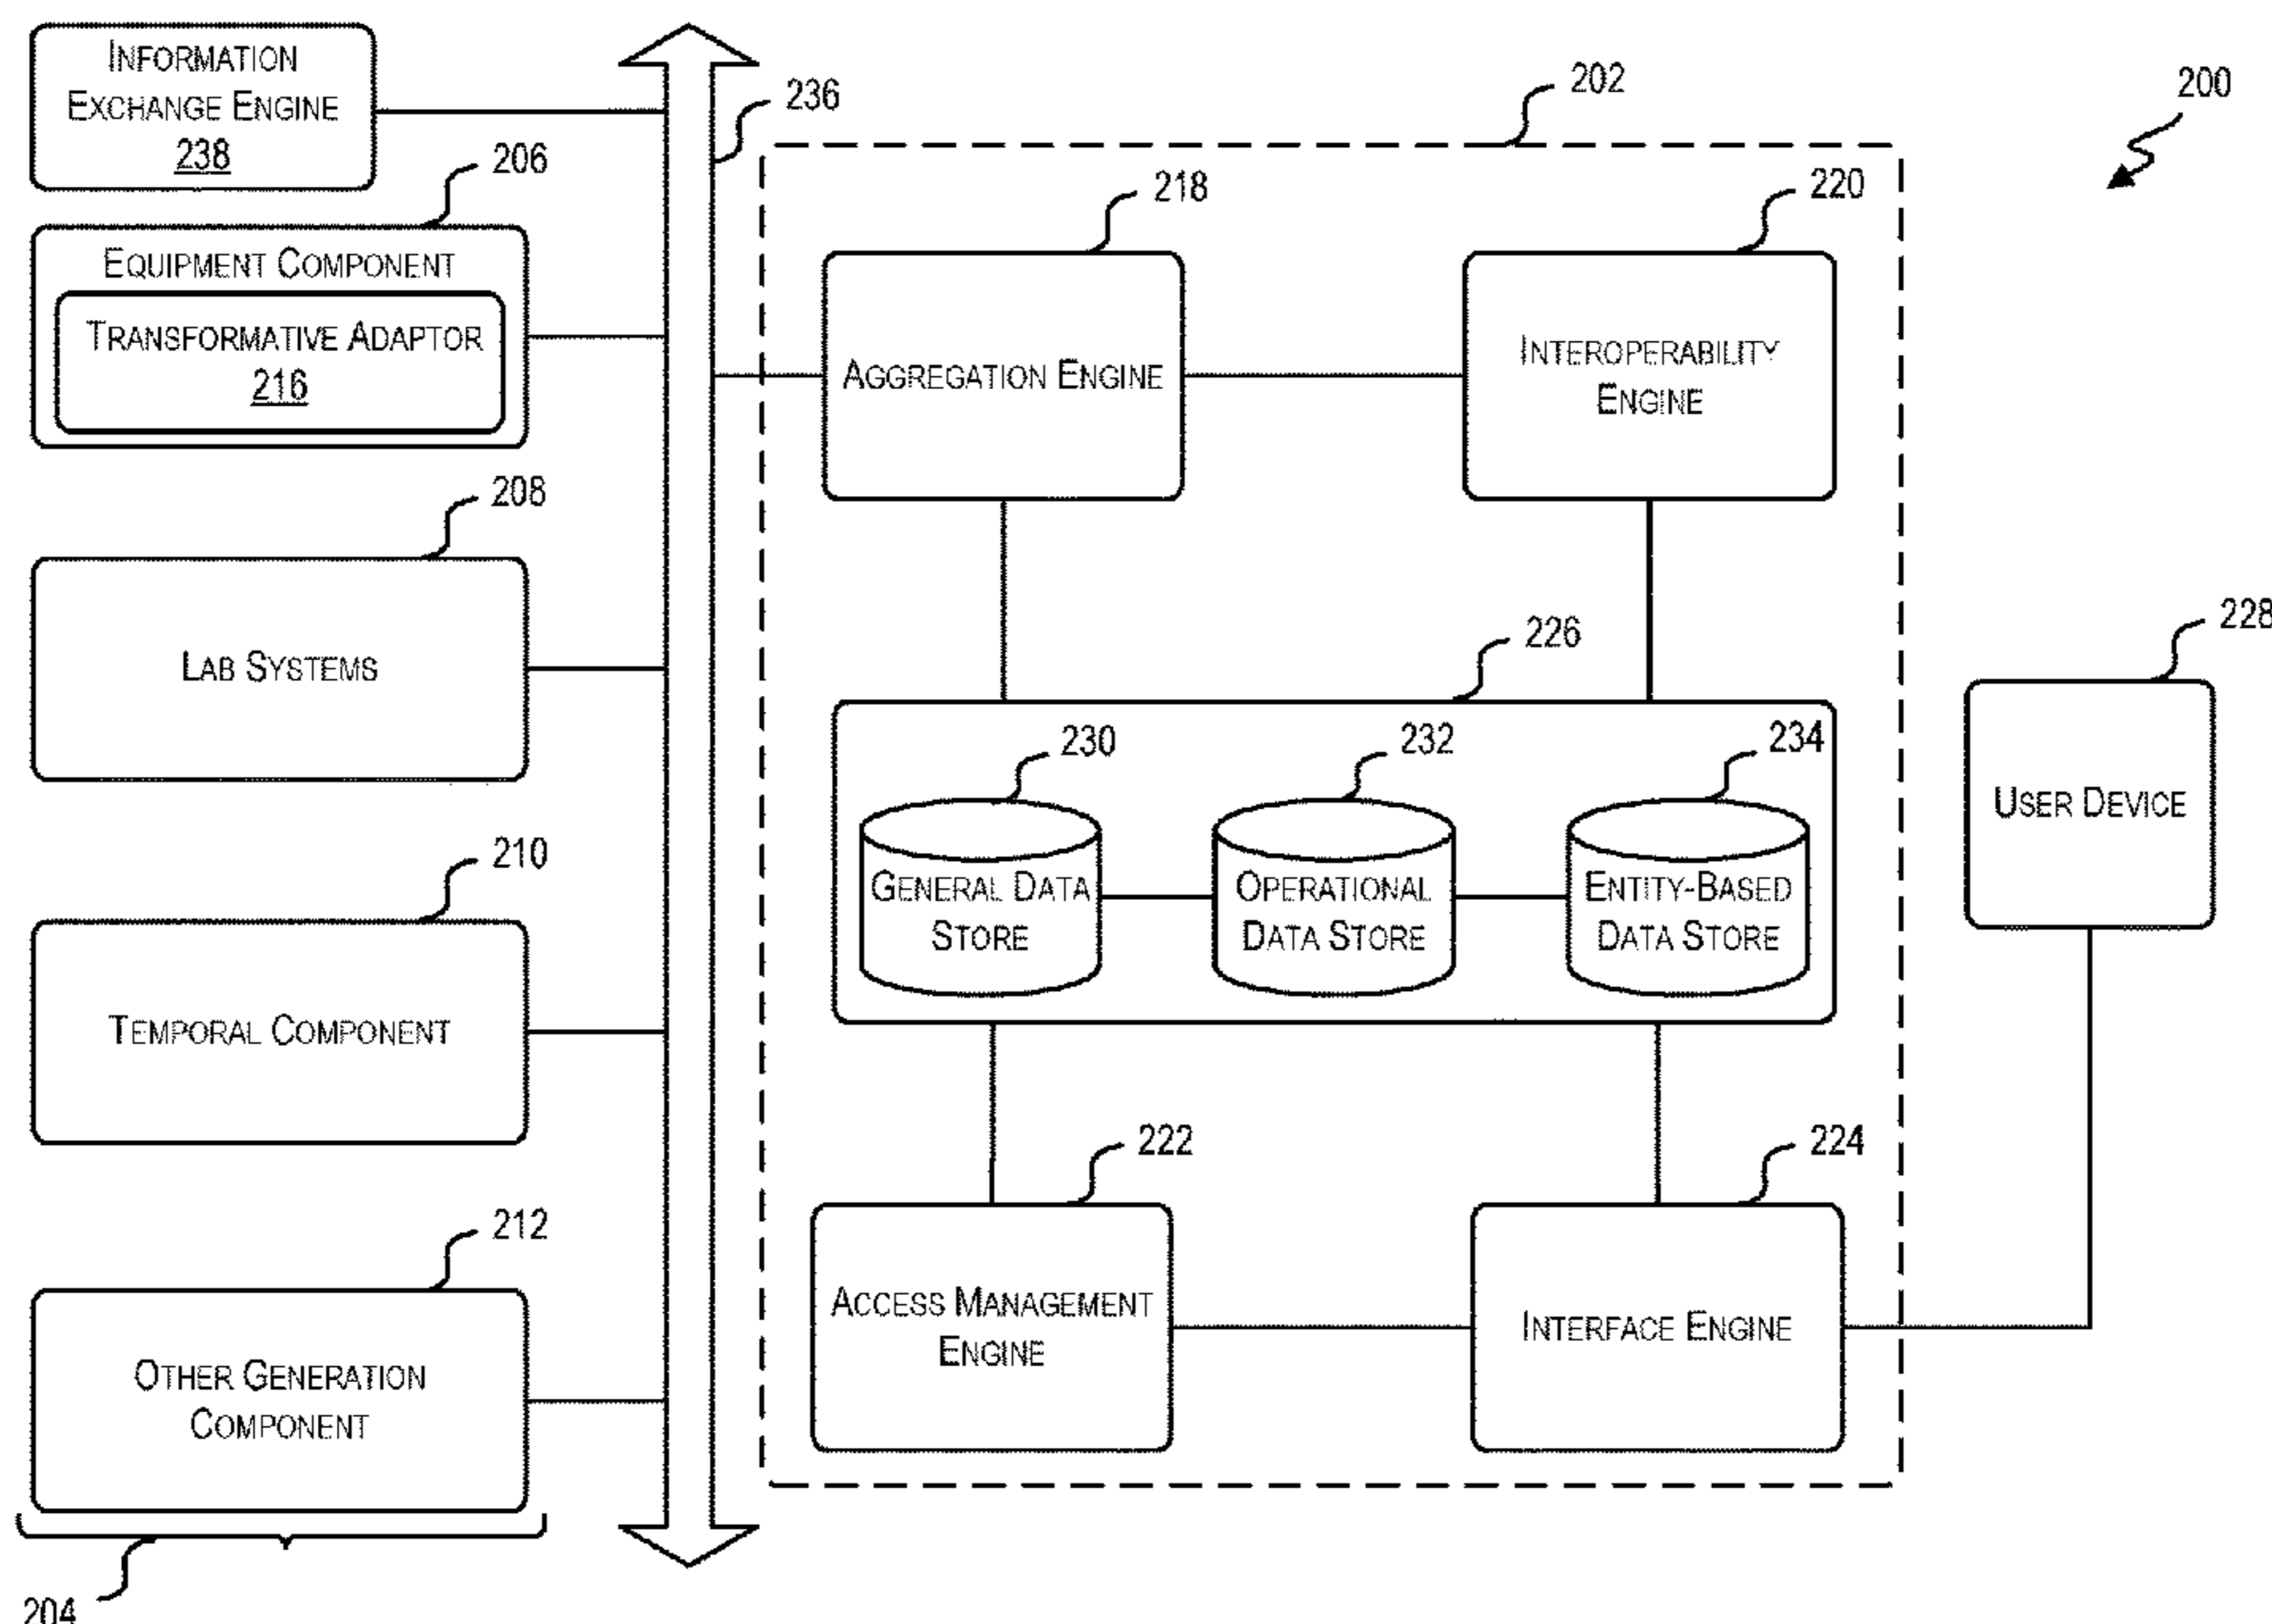 INFORMATION
EXCHANGE ENGINE
238
206
EQUIPMENT COMPONENT
TRANSFORMATIVE ADAPTOR
216
208
LAB SYSTEMS
210
TEMPORAL COMPONENT
212
OTHER GENERATION
COMPONENT
204
236
202
200
218
AGGREGATION ENGINE
220
INTEROPERABILITY
ENGINE
226
230
GENERAL DATA
STORE
232
OPERATIONAL
DATA STORE
234
ENTITY-BASED
DATA STORE
228
USER DEVICE
222
ACCESS MANAGEMENT
ENGINE
224
INTERFACE ENGINE